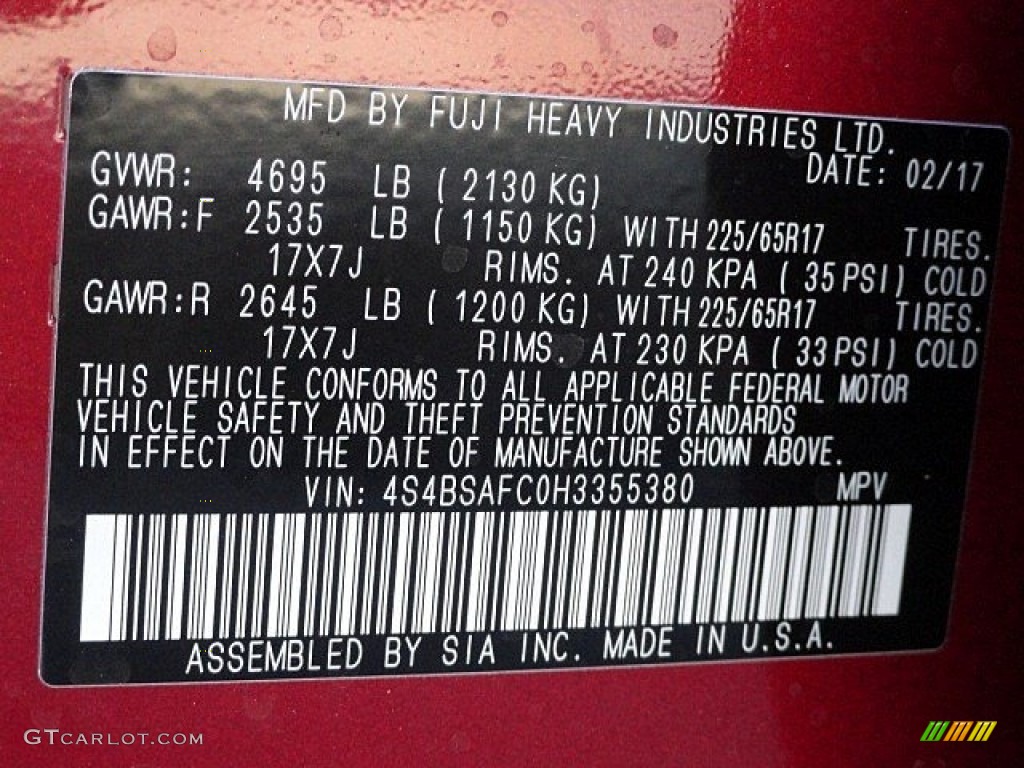 MFD BY FUJI HEAVY INDUSTRIES LTD.
DATE: 02/17
GVWR: 4695 LB ( 2130 KG)
GAWR:F 2535 LB ( 1150 KG) WITH 225/65R17 TIRES.
17X7J RIMS. AT 240 KPA ( 35 PSI) COLD
GAWR:R 2645 LB ( 1200 KG) WITH 225/65R17 TIRES.
17X7J RIMS. AT 230 KPA ( 33 PSI) COLD
THIS VEHICLE CONFORMS TO ALL APPLICABLE FEDERAL MOTOR
VEHICLE SAFETY AND THEFT PREVENTION STANDARDS
IN EFFECT ON THE DATE OF MANUFACTURE SHOWN ABOVE.
VIN: 4S4BSAFC0H3355380 MPV
ASSEMBLED BY SIA INC. MADE IN U.S.A.
GTCARLOT.COM